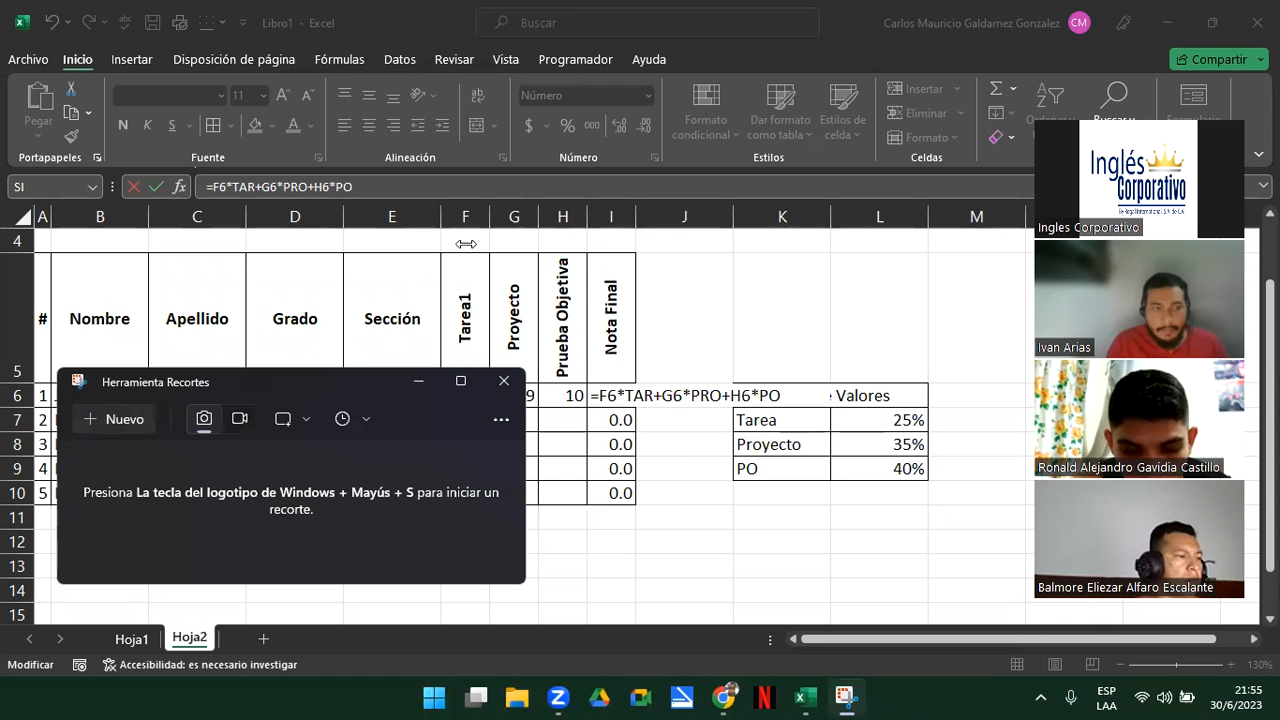 Libro1 - Excel
Buscar
Carlos Mauricio Galdamez Gonzalez
CM
Archivo
Inicio
Insertar
Disposición de página
Fórmulas
Datos
Revisar
Vista
Programador
Ayuda
Compartir
Pegar
11
N
K
S
Número
$ % 000
Formato condicional
Dar formato como tabla
Estilos de celda
Insertar
Eliminar
Formato
Portapapeles
Fuente
Alineación
Número
Estilos
Celdas
SI
=F6*TAR+G6*PRO+H6*PO
A B C D E F G H I J K L M
4
5 # Nombre Apellido Grado Sección Tarea1 Proyecto Prueba Objetiva Nota Final
6 1 9 10 =F6*TAR+G6*PRO+H6*PO Valores
7 2 0.0 Tarea 25%
8 3 0.0 Proyecto 35%
9 4 0.0 PO 40%
10 5 0.0
11
12
13
14
15
Herramienta Recortes
Nuevo
Presiona La tecla del logotipo de Windows + Mayús + S para iniciar un
recorte.
Inglés
Corporativo
Ingles Corporativo
Ivan Arias
Ronald Alejandro Gavidia Castillo
Balmore Eliezar Alfaro Escalante
Hoja1
Hoja2
Modificar
Accesibilidad: es necesario investigar
130%
ESP
LAA
21:55
30/6/2023